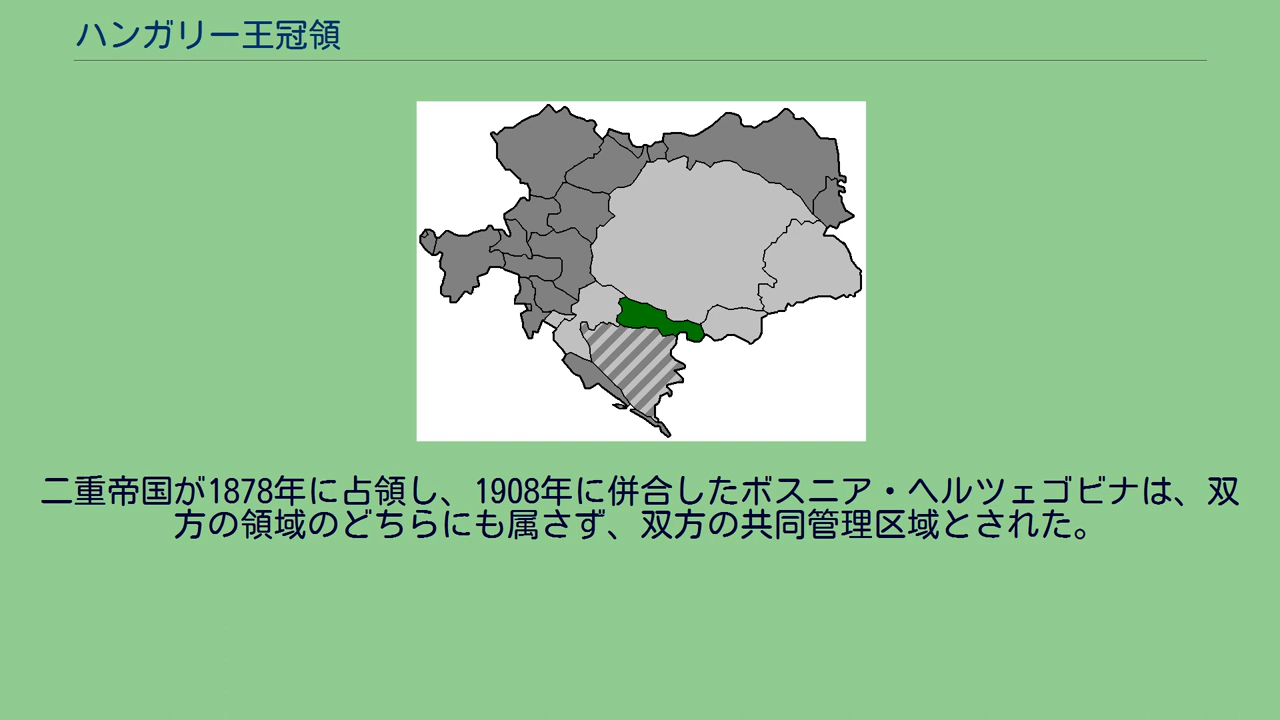 ハンガリー王冠領
二重帝国が1878年に占領し、1908年に併合したボスニア・ヘルツェゴビナは、双
方の領域のどちらにも属さず、双方の共同管理区域とされた。